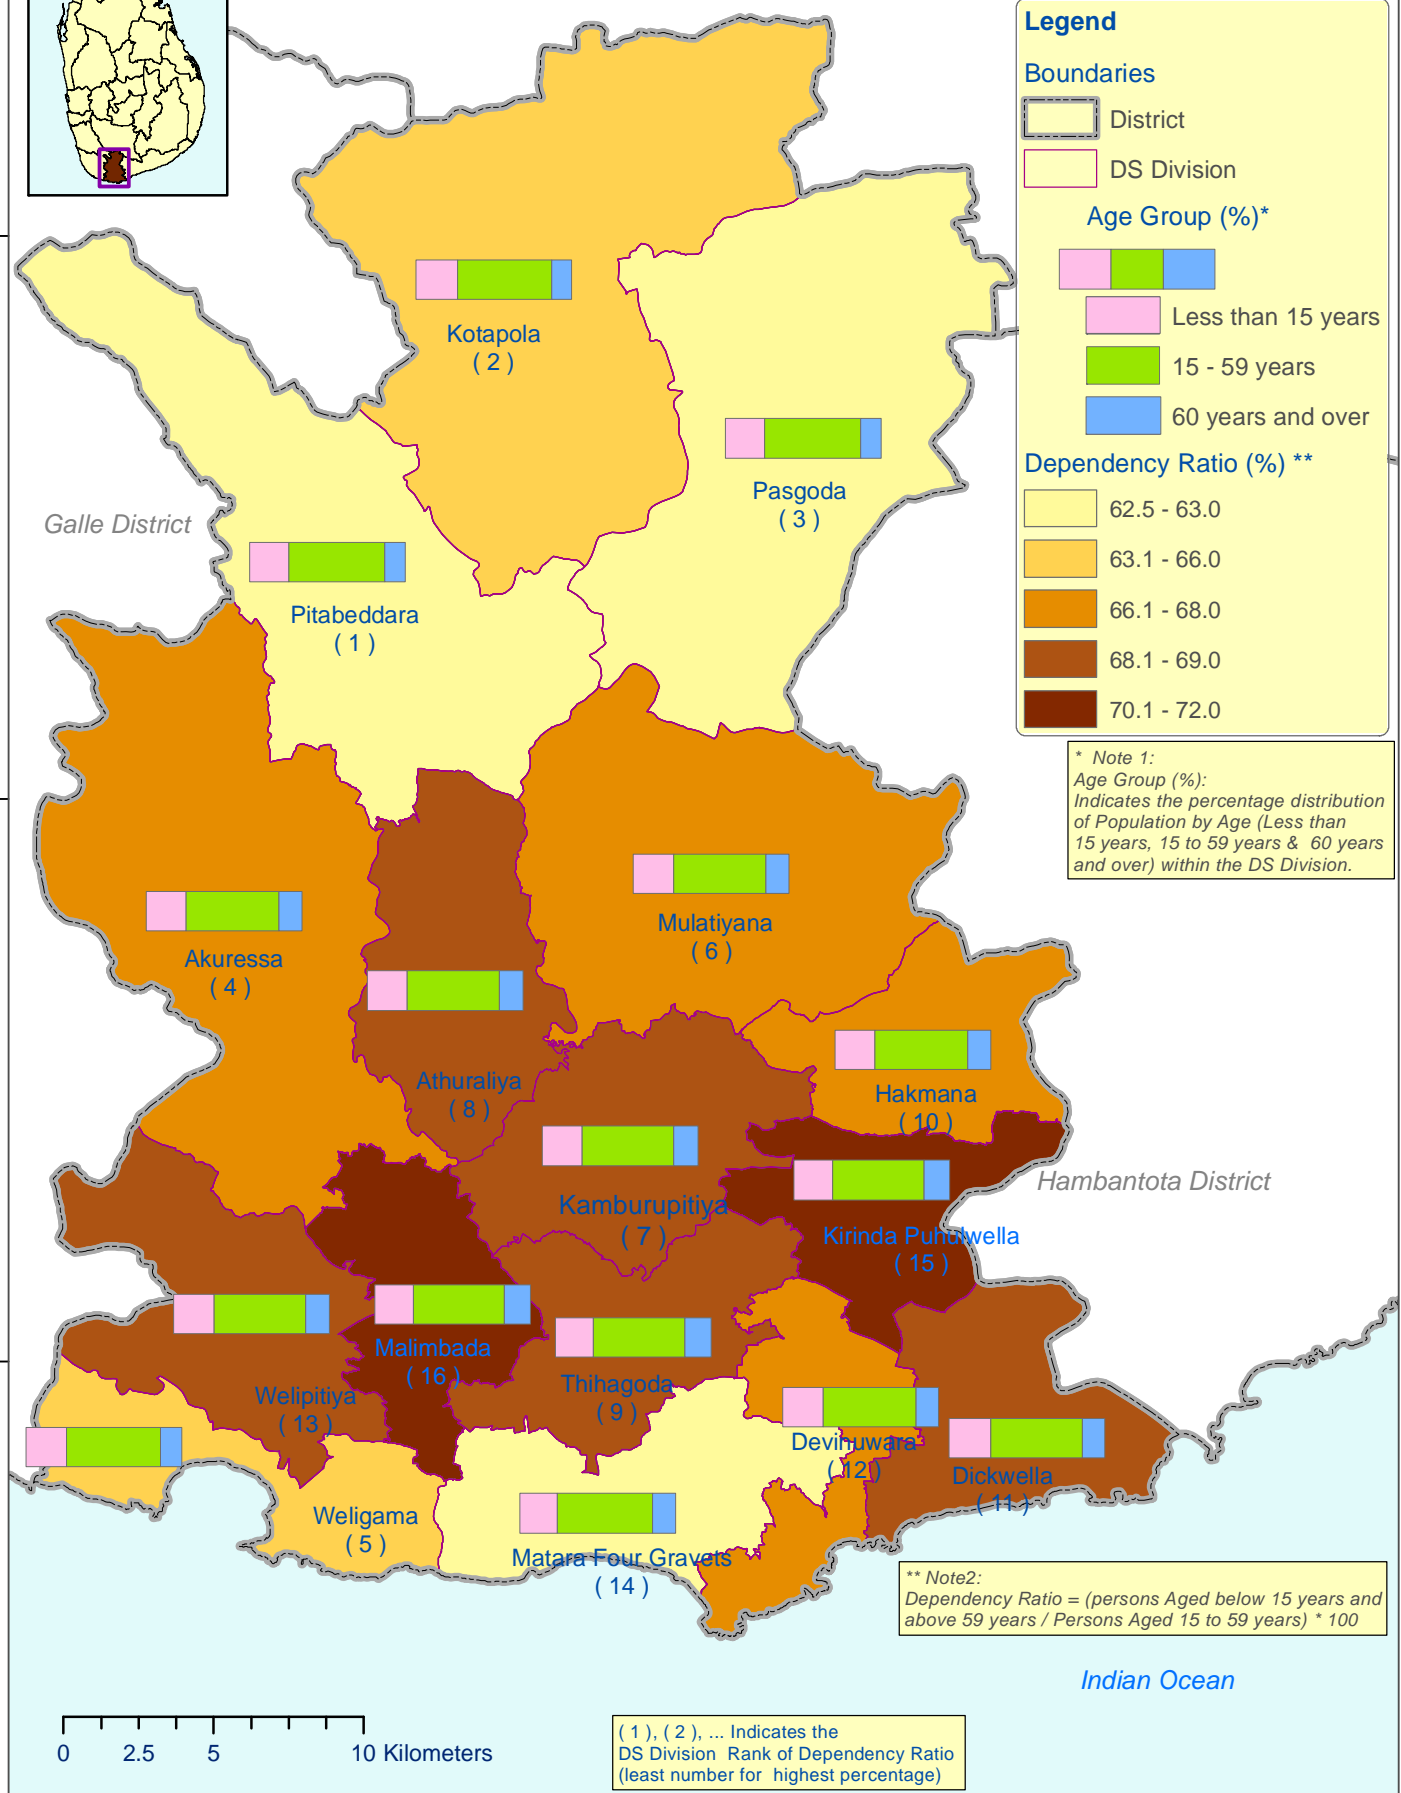 Legend
Boundaries
District
DS Division
Age Group (%)*
Less than 15 years
15 - 59 years
60 years and over
Dependency Ratio (%) **
62.5 - 63.0
63.1 - 66.0
66.1 - 68.0
68.1 - 69.0
70.1 - 72.0
* Note 1:
Age Group (%):
Indicates the percentage distribution
of Population by Age (Less than
15 years, 15 to 59 years & 60 years
and over) within the DS Division.
Kotapola
( 2 )
Pasgoda
( 3 )
Galle District
Pitabeddara
( 1 )
Mulatiyana
( 6 )
Akuressa
( 4 )
Athuraliya
( 8 )
Hakmana
( 10 )
Kamburupitiya
( 7 )
Hambantota District
Kirinda Puhulwella
( 15 )
Malimbada
( 16 )
Thihagoda
( 9 )
Welipitiya
( 13 )
Devinuwara
( 12 )
Dickwella
( 11 )
Weligama
( 5 )
Matara Four Gravets
( 14 )
** Note2:
Dependency Ratio = (persons Aged below 15 years and
above 59 years / Persons Aged 15 to 59 years) * 100
Indian Ocean
0 2.5 5 10 Kilometers
( 1 ), ( 2 ), ... Indicates the
DS Division Rank of Dependency Ratio
(least number for highest percentage)